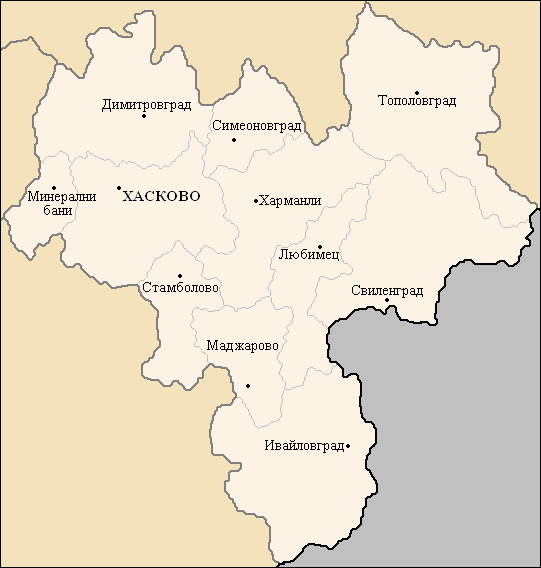 Тополовград
Димитровград
Симеоновград
Минерални
бани
ХАСКОВО
Харманли
Любимец
Стамболово
Свиленград
Маджарово
Ивайловград